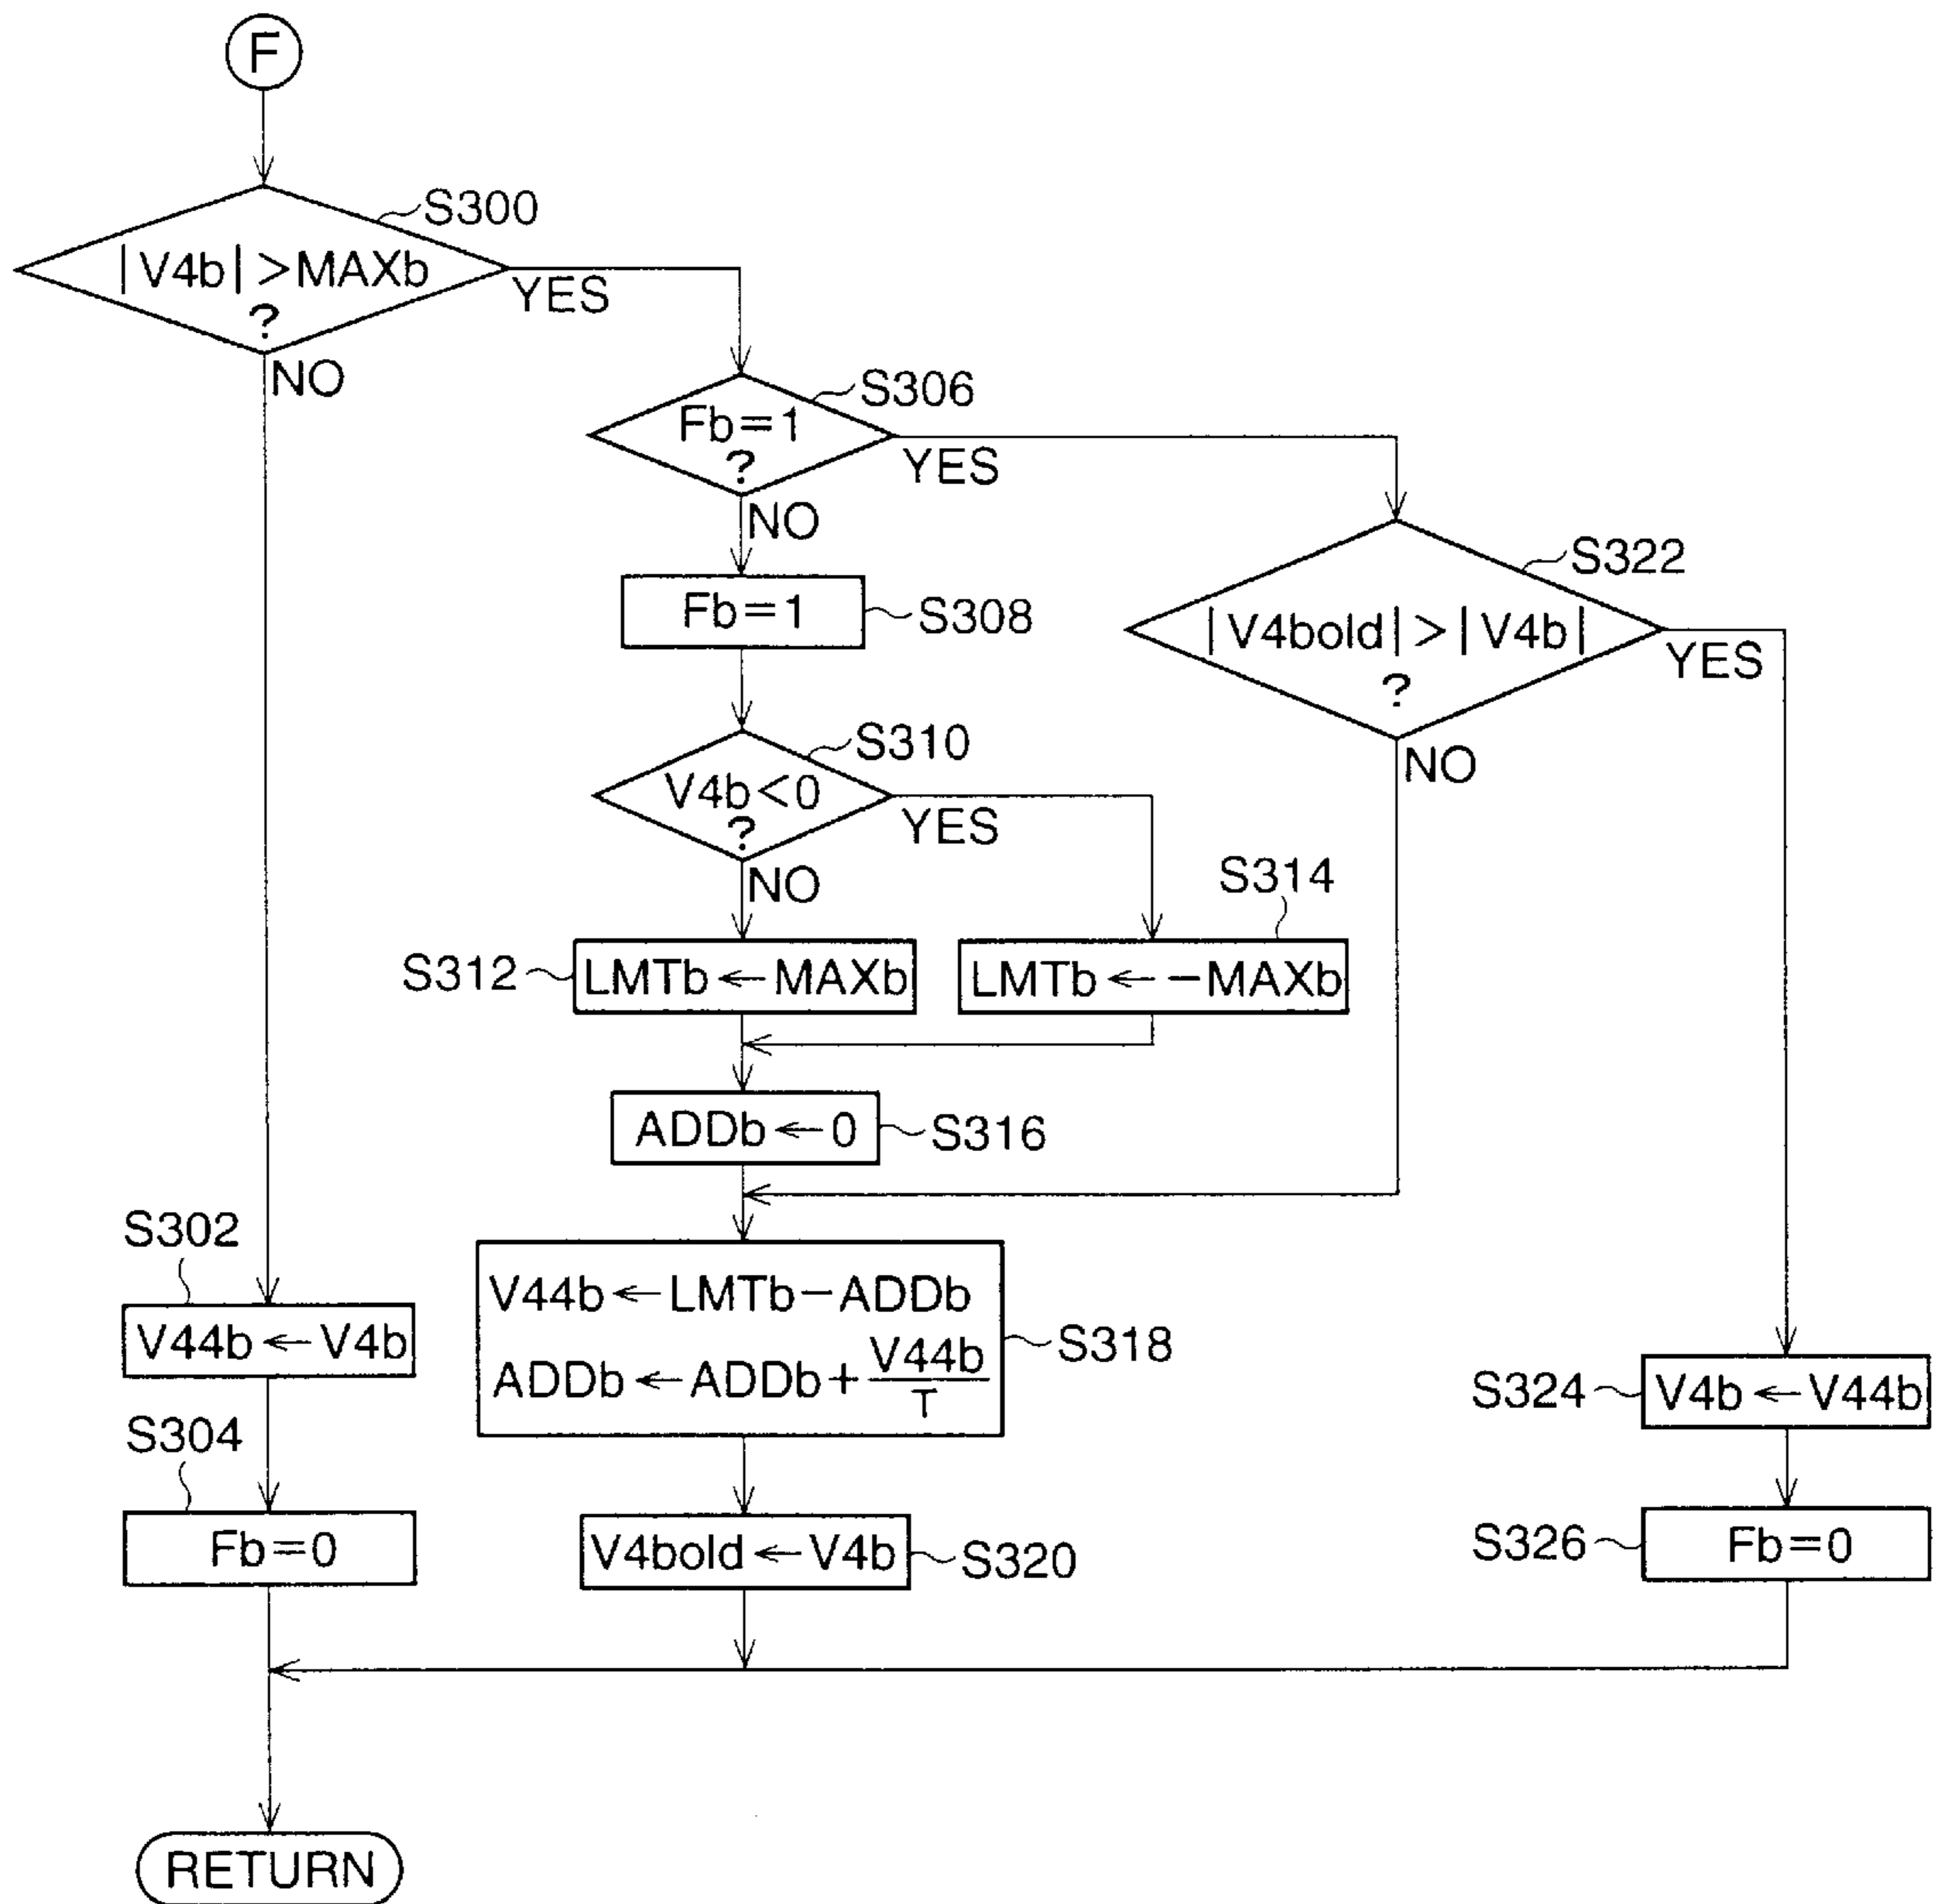 F
S300
|V4b|>MAXb
?
YES
NO
S306
Fb=1
?
YES
NO
S322
|V4bold|>|V4b|
?
YES
NO
Fb=1
S308
S310
V4b<0
?
YES
NO
S314
S312
LMTb←MAXb
LMTb←-MAXb
ADDb←0
S316
S302
V44b←V4b
V44b←LMTb-ADDb
ADDb←ADDb+V44b/T
S318
S324
V4b←V44b
S304
Fb=0
V4bold←V4b
S320
S326
Fb=0
RETURN